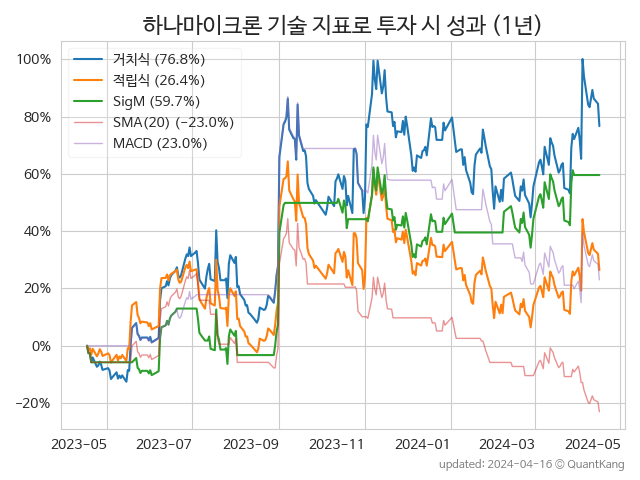 하나마이크론 기술 지표로 투자 시 성과 (1년)
거치식 (76.8%)
적립식 (26.4%)
SigM (59.7%)
SMA(20) (−23.0%)
MACD (23.0%)
100%
80%
60%
40%
20%
0%
−20%
2023-05 2023-07 2023-09 2023-11 2024-01 2024-03 2024-05
updated: 2024-04-16 © QuantKang